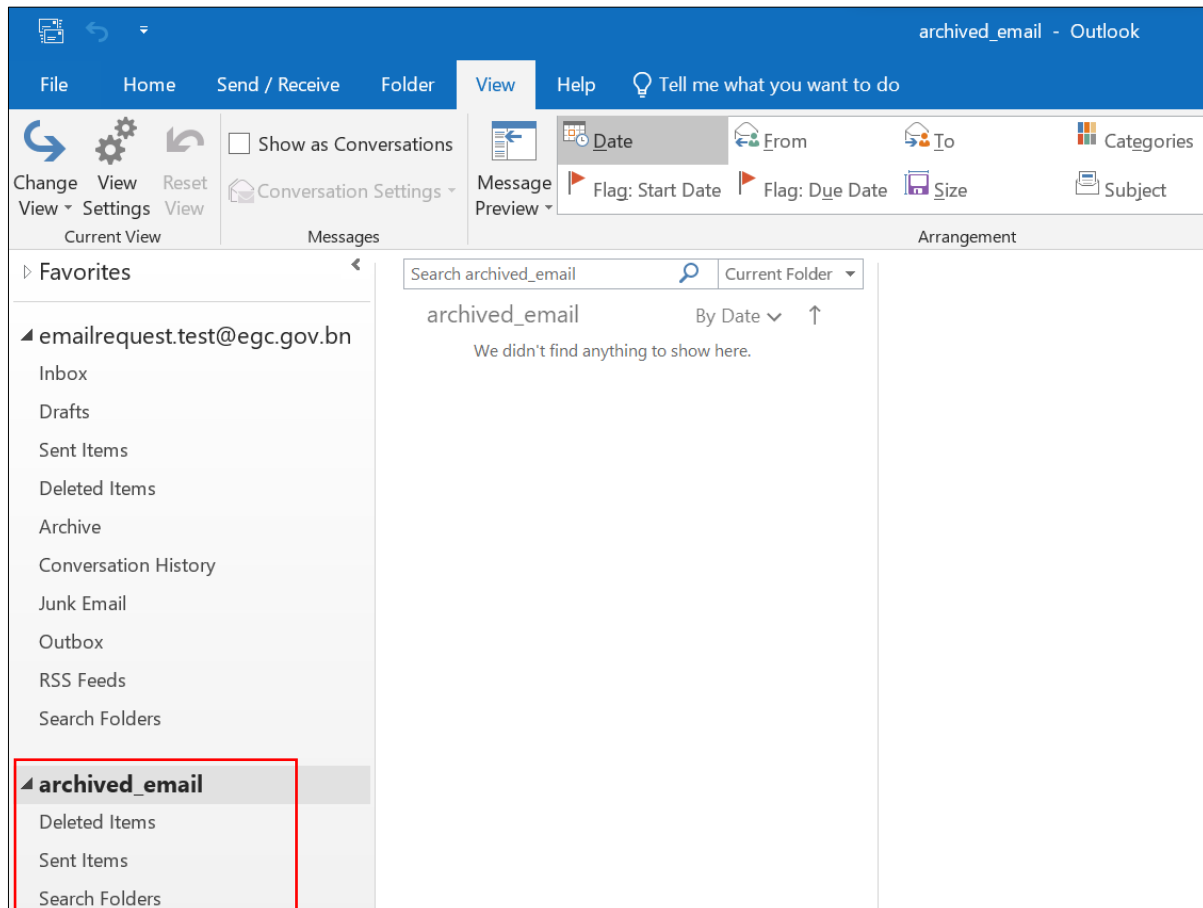 archived_email - Outlook
File Home Send / Receive Folder View Help Tell me what you want to do
Change View
View Settings
Reset View
Current View
Show as Conversations
Conversation Settings
Messages
Message Preview
Date From To Categories
Flag: Start Date Flag: Due Date Size Subject
Arrangement
Favorites
emailrequest.test@egc.gov.bn
Inbox
Drafts
Sent Items
Deleted Items
Archive
Conversation History
Junk Email
Outbox
RSS Feeds
Search Folders
archived_email
Deleted Items
Sent Items
Search Folders
Search archived_email Current Folder
archived_email By Date
We didn't find anything to show here.